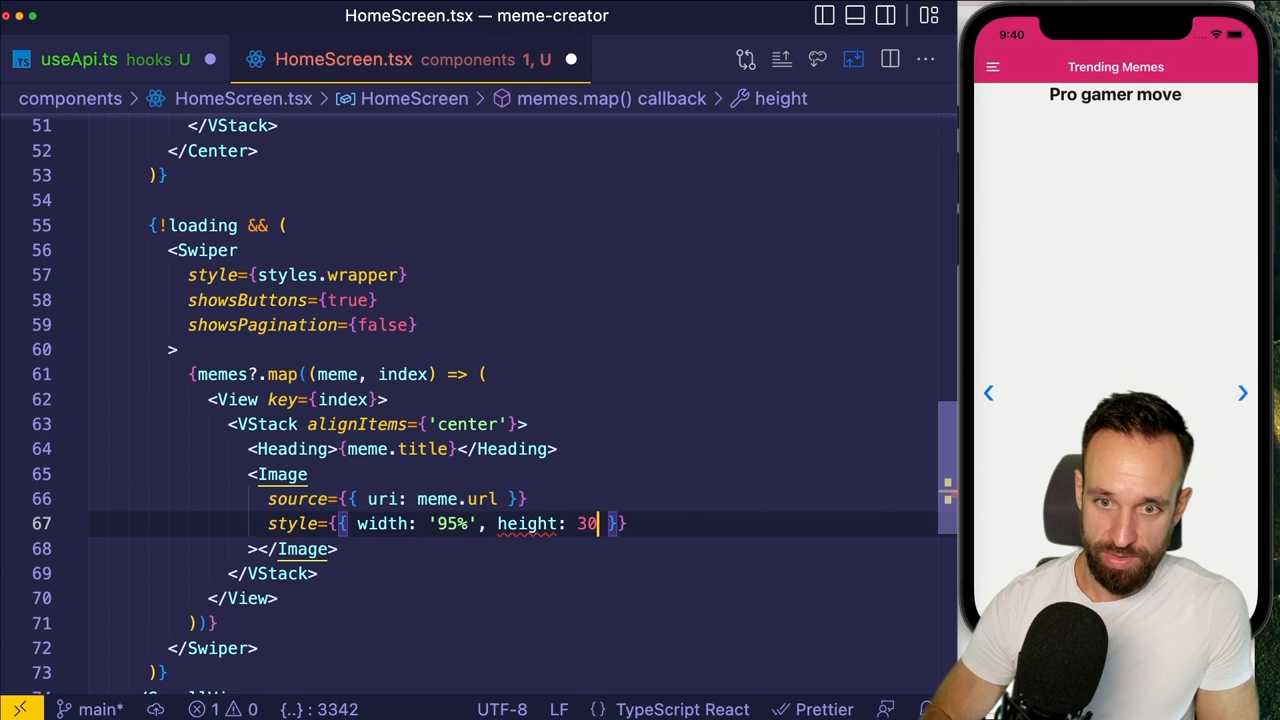 HomeScreen.tsx — meme-creator
TS useApi.ts hooks U
HomeScreen.tsx components 1, U
components > HomeScreen.tsx > HomeScreen > memes.map() callback > height
51 </VStack>
52 </Center>
53 )}
54
55 {!loading && (
56 <Swiper
57 style={styles.wrapper}
58 showsButtons={true}
59 showsPagination={false}
60 >
61 {memes?.map((meme, index) => (
62 <View key={index}>
63 <VStack alignItems={'center'}>
64 <Heading>{meme.title}</Heading>
65 <Image
66 source={{ uri: meme.url }}
67 style={{ width: '95%', height: 30 }}
68 ></Image>
69 </VStack>
70 </View>
71 ))}
72 </Swiper>
73 )}
main* 1 0 {..} : 3342 UTF-8 LF {} TypeScript React Prettier
9:40
Trending Memes
Pro gamer move